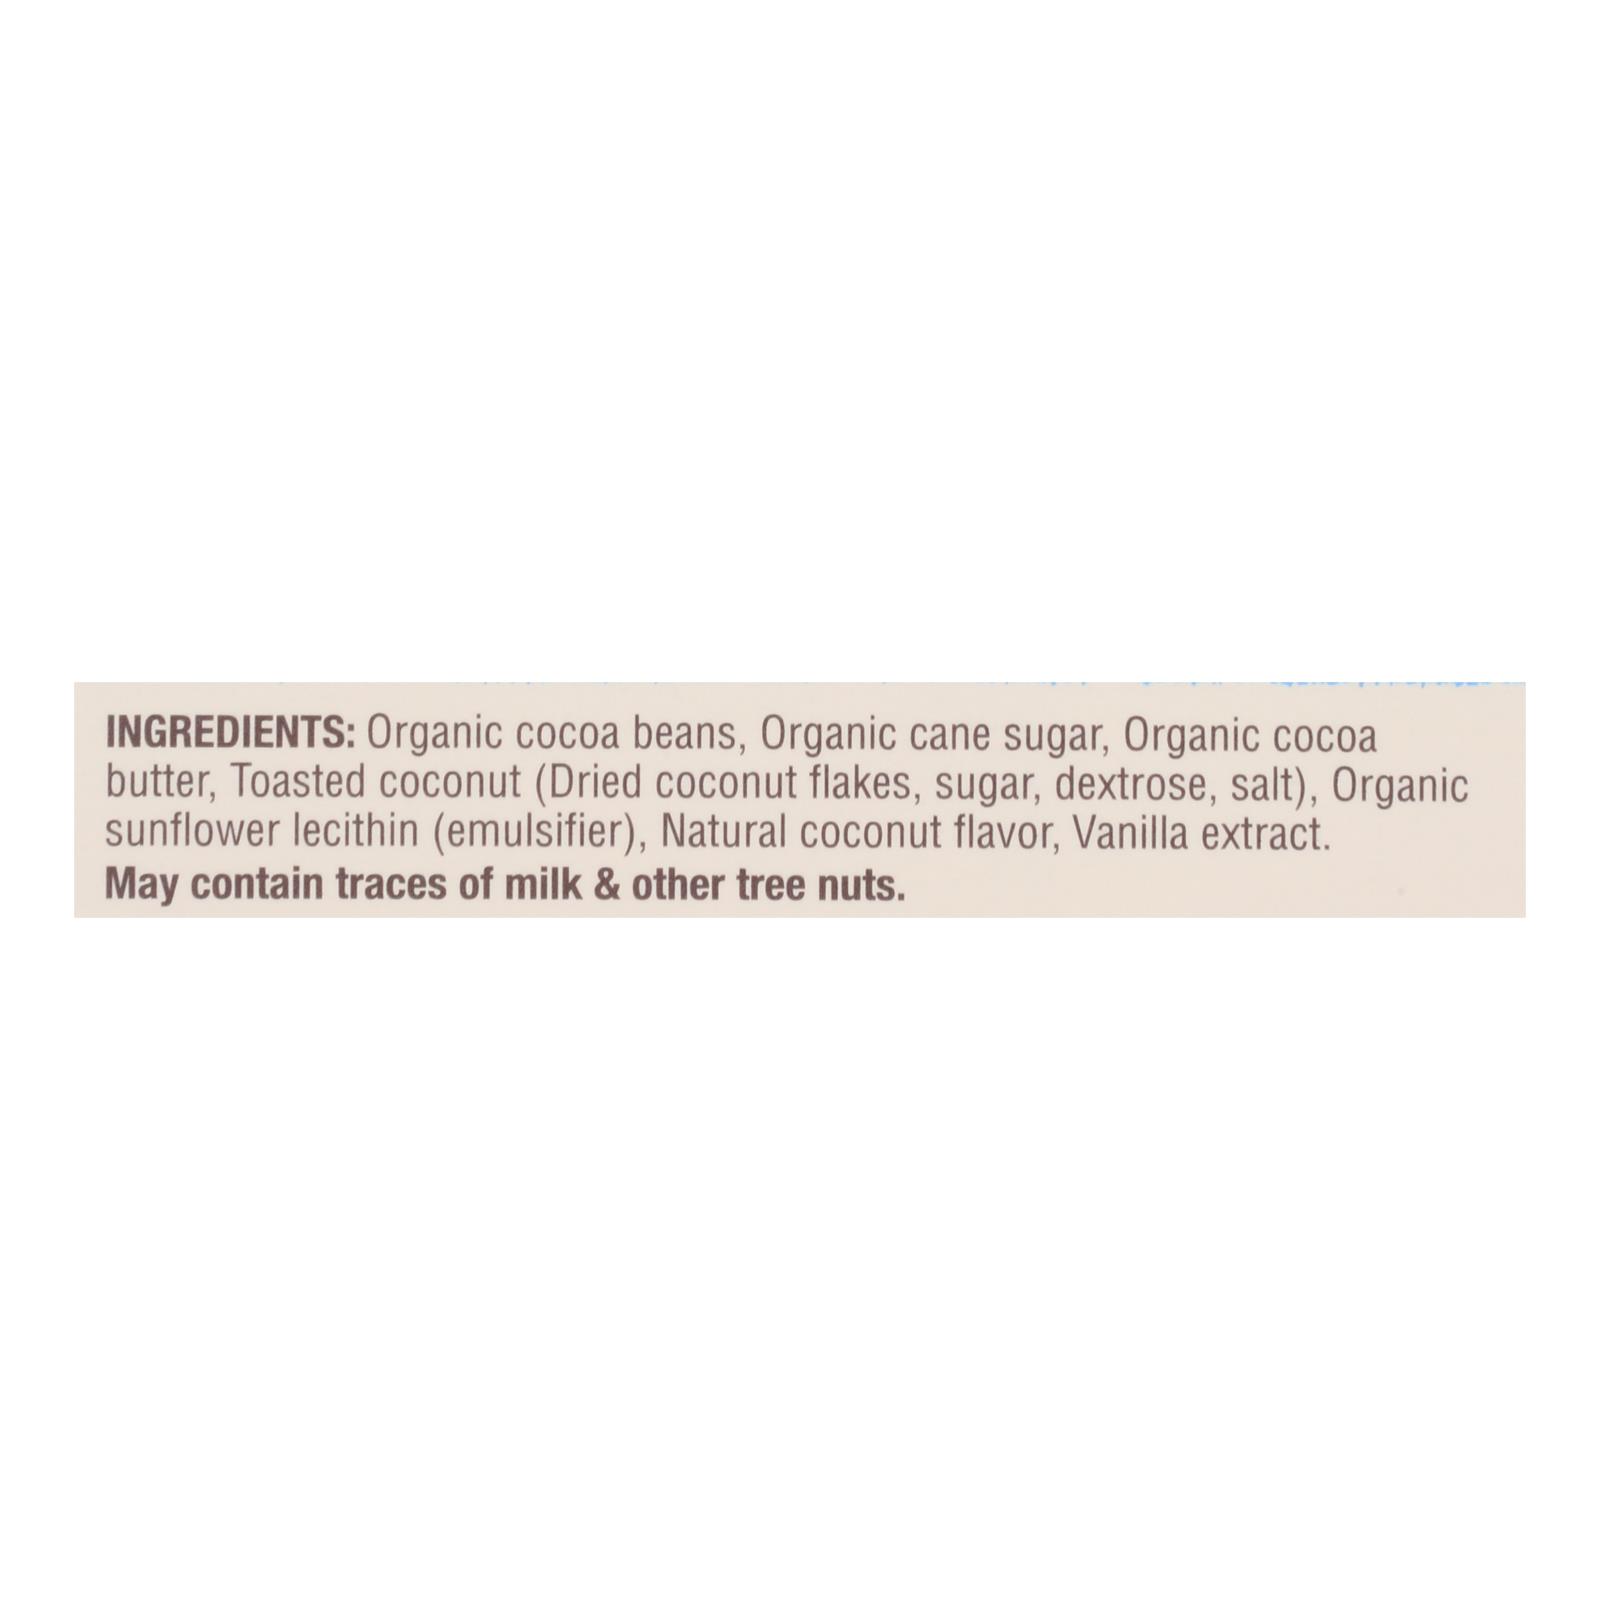 INGREDIENTS: Organic cocoa beans, Organic cane sugar, Organic cocoa
butter, Toasted coconut (Dried coconut flakes, sugar, dextrose, salt), Organic
sunflower lecithin (emulsifier), Natural coconut flavor, Vanilla extract.
May contain traces of milk & other tree nuts.